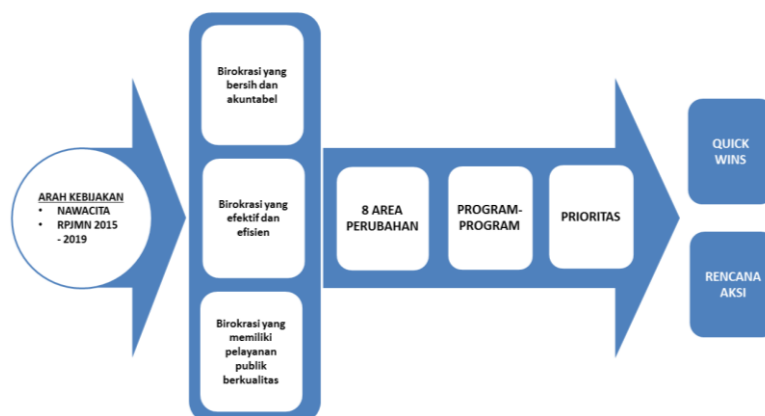 ARAH KEBIJAKAN
• NAWACITA
• RPJMN 2015
- 2019
Birokrasi yang
bersih dan
akuntabel
Birokrasi yang
efektif dan
efisien
Birokrasi yang
memiliki
pelayanan
publik
berkualitas
8 AREA
PERUBAHAN
PROGRAM-
PROGRAM
PRIORITAS
QUICK
WINS
RENCANA
AKSI